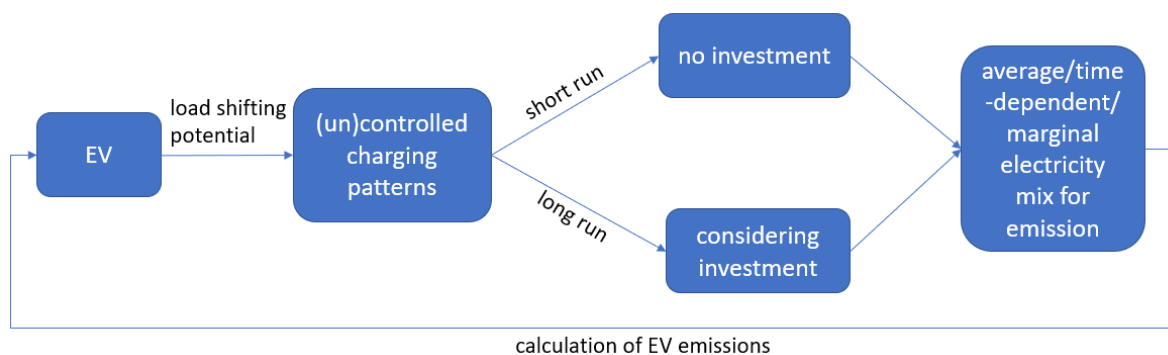 EV
load shifting
potential
(un)controlled
charging
patterns
short run
long run
no investment
considering
investment
average/time
-dependent/
marginal
electricity
mix for
emission
calculation of EV emissions